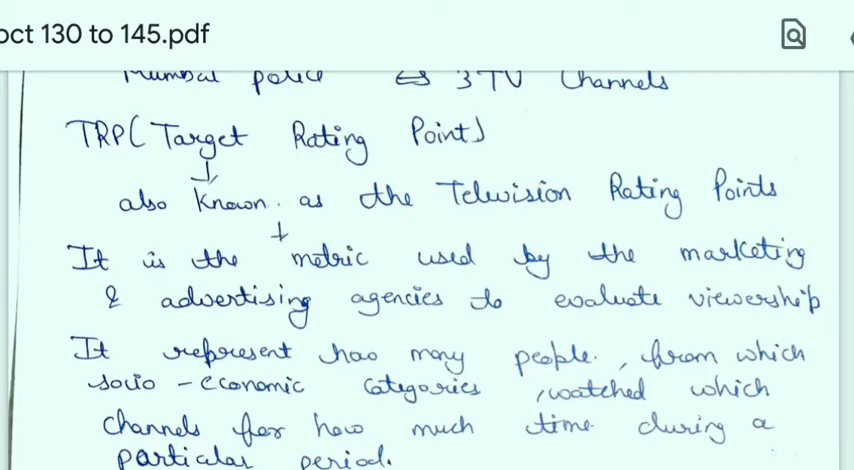 oct 130 to 145.pdf
Mumbai police ⇔ 3 TV Channels
TRP( Target Rating Point)
↓
also Known as the Television Rating Points
↓
It is the metric used by the marketing
& advertising agencies to evaluate viewership
It represent how many people, from which
socio - economic categories, watched which
channels for how much time during a
particular period.